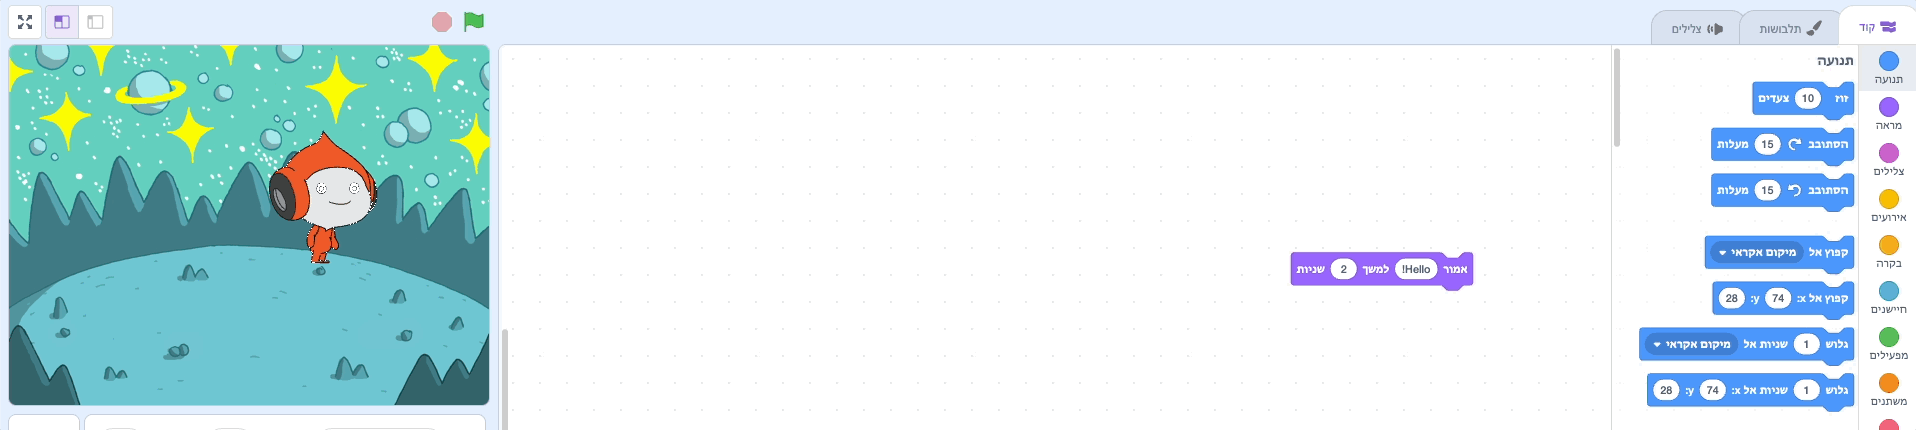 קוד
תלבושות
צלילים
תנועה
מראה
צלילים
אירועים
בקרה
חיישנים
מפעילים
משתנים
תנועה
זוז 10 צעדים
הסתובב 15 מעלות
הסתובב 15 מעלות
קפוץ אל מיקום אקראי
קפוץ אל x: 74 y: 28
גלוש 1 שניות אל מיקום אקראי
גלוש 1 שניות אל x: 74 y: 28
אמור Hello! למשך 2 שניות